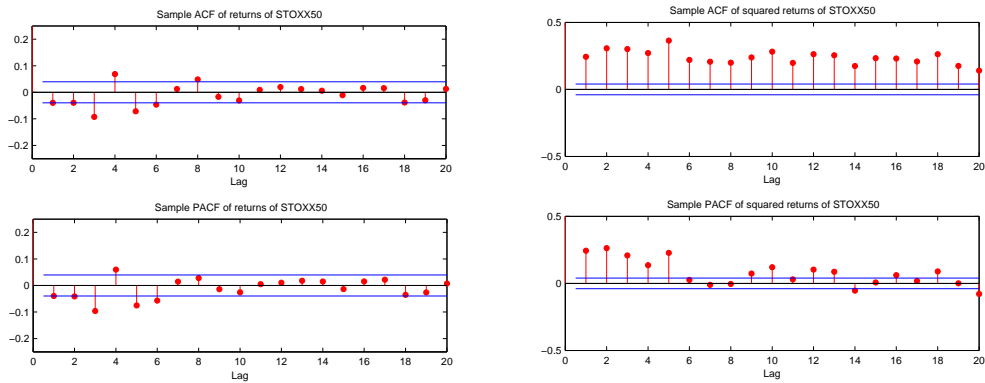 Sample ACF of returns of STOXX50
0.2
0.1
0
−0.1
−0.2
0 2 4 6 8 10 12 14 16 18 20
Lag
Sample PACF of returns of STOXX50
0.2
0.1
0
−0.1
−0.2
0 2 4 6 8 10 12 14 16 18 20
Lag
Sample ACF of squared returns of STOXX50
0.5
0
−0.5
0 2 4 6 8 10 12 14 16 18 20
Lag
Sample PACF of squared returns of STOXX50
0.5
0
−0.5
0 2 4 6 8 10 12 14 16 18 20
Lag